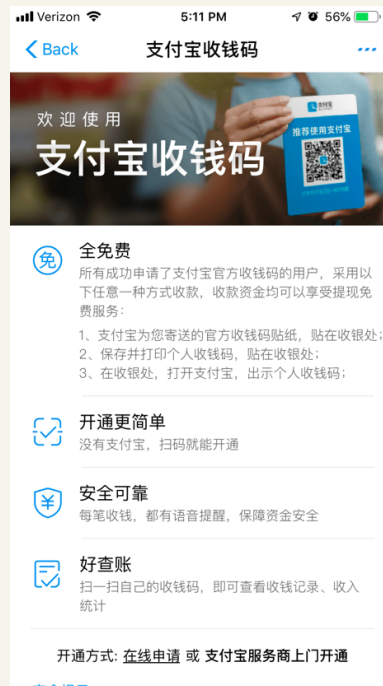 Verizon 5:11 PM 56%
Back 支付宝收钱码
支付宝
推荐使用支付宝
欢迎使用
支付宝收钱码
免
全免费
所有成功申请了支付宝官方收钱码的用户，采用以
下任意一种方式收款，收款资金均可以享受提现免
费服务：
1、支付宝为您寄送的官方收钱码贴纸，贴在收银处；
2、保存并打印个人收钱码，贴在收银处；
3、在收银处，打开支付宝，出示个人收钱码；
开通更简单
没有支付宝，扫码就能开通
¥
安全可靠
每笔收钱，都有语音提醒，保障资金安全
好查账
扫一扫自己的收钱码，即可查看收钱记录、收入
统计
开通方式: 在线申请 或 支付宝服务商上门开通